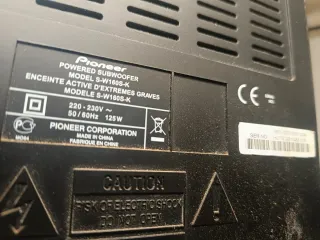 Pioneer
POWERED SUBWOOFER
MODEL S-W160S-K
ENCEINTE ACTIVE D'EXTREMES GRAVES
MODELE S-W160S-K
220 - 230V ~
50 / 60Hz 125W
PIONEER CORPORATION
MADE IN CHINA
FABRIQUE EN CHINE
CE
CAUTION
RISK OF ELECTRIC SHOCK
DO NOT OPEN